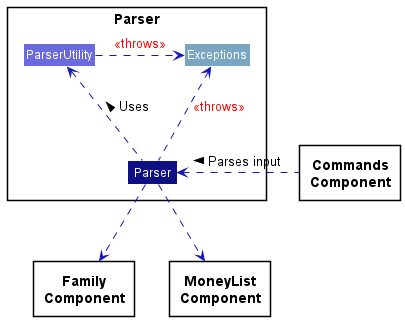 Parser
«throws»
ParserUtility
Exceptions
Uses
«throws»
Parses input
Parser
Commands
Component
Family
Component
MoneyList
Component